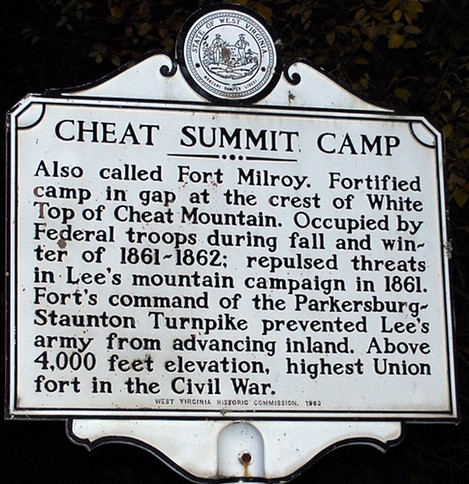 STATE OF WEST VIRGINIA
MONTANI SEMPER LIBERI
CHEAT SUMMIT CAMP
Also called Fort Milroy. Fortified
camp in gap at the crest of White
Top of Cheat Mountain. Occupied by
Federal troops during fall and win-
ter of 1861-1862; repulsed threats
in Lee's mountain campaign in 1861.
Fort's command of the Parkersburg-
Staunton Turnpike prevented Lee's
army from advancing inland. Above
4,000 feet elevation, highest Union
fort in the Civil War.
WEST VIRGINIA HISTORIC COMMISSION, 1963